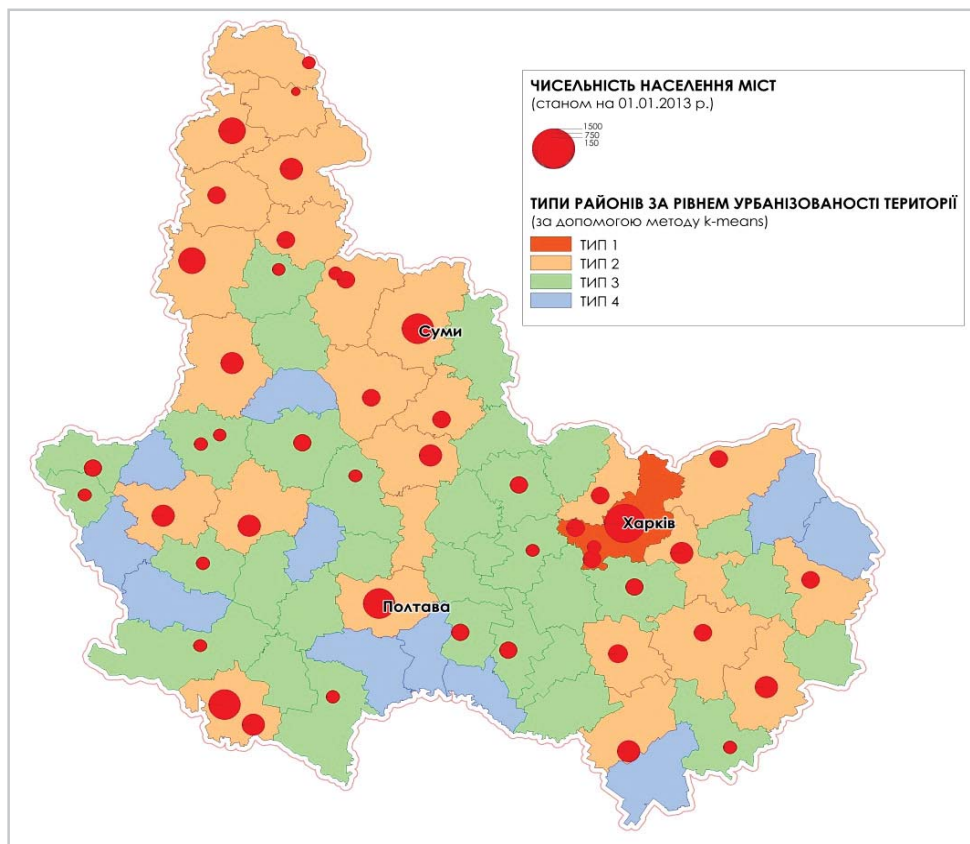 ЧИСЕЛЬНІСТЬ НАСЕЛЕННЯ МІСТ
(станом на 01.01.2013 р.)
1500
750
150
ТИПИ РАЙОНІВ ЗА РІВНЕМ УРБАНІЗОВАНОСТІ ТЕРИТОРІЇ
(за допомогою методу k-means)
ТИП 1
ТИП 2
ТИП 3
ТИП 4
Суми
Харків
Полтава